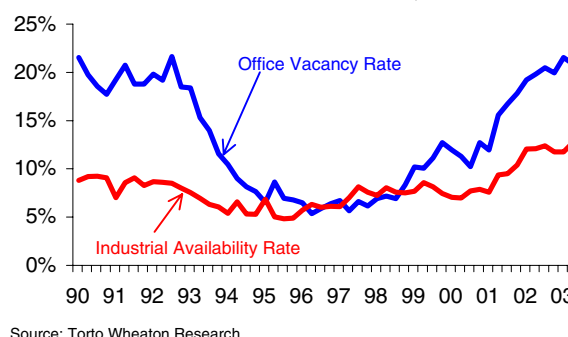 25%
20%
15%
10%
5%
0%
Office Vacancy Rate
Industrial Availability Rate
90 91 92 93 94 95 96 97 98 99 00 01 02 03
Source: Torto Wheaton Research